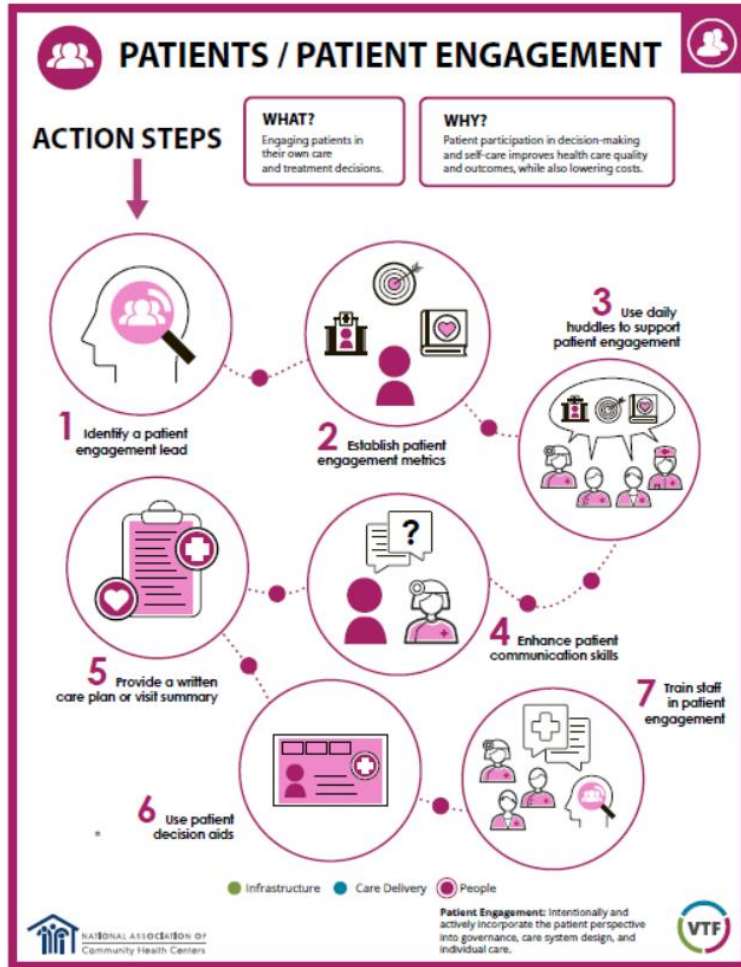 PATIENTS / PATIENT ENGAGEMENT
ACTION STEPS
WHAT?
Engaging patients in
their own care
and treatment decisions.
WHY?
Patient participation in decision-making
and self-care improves health care quality
and outcomes, while also lowering costs.
1 Identify a patient
engagement lead
2 Establish patient
engagement metrics
3 Use daily
huddles to support
patient engagement
?
4 Enhance patient
communication skills
5 Provide a written
care plan or visit summary
6 Use patient
decision aids
7 Train staff
in patient
engagement
Infrastructure
Care Delivery
People
NATIONAL ASSOCIATION OF
Community Health Centers
Patient Engagement: Intentionally and
actively incorporate the patient perspective
into governance, care system design, and
individual care.
VTF